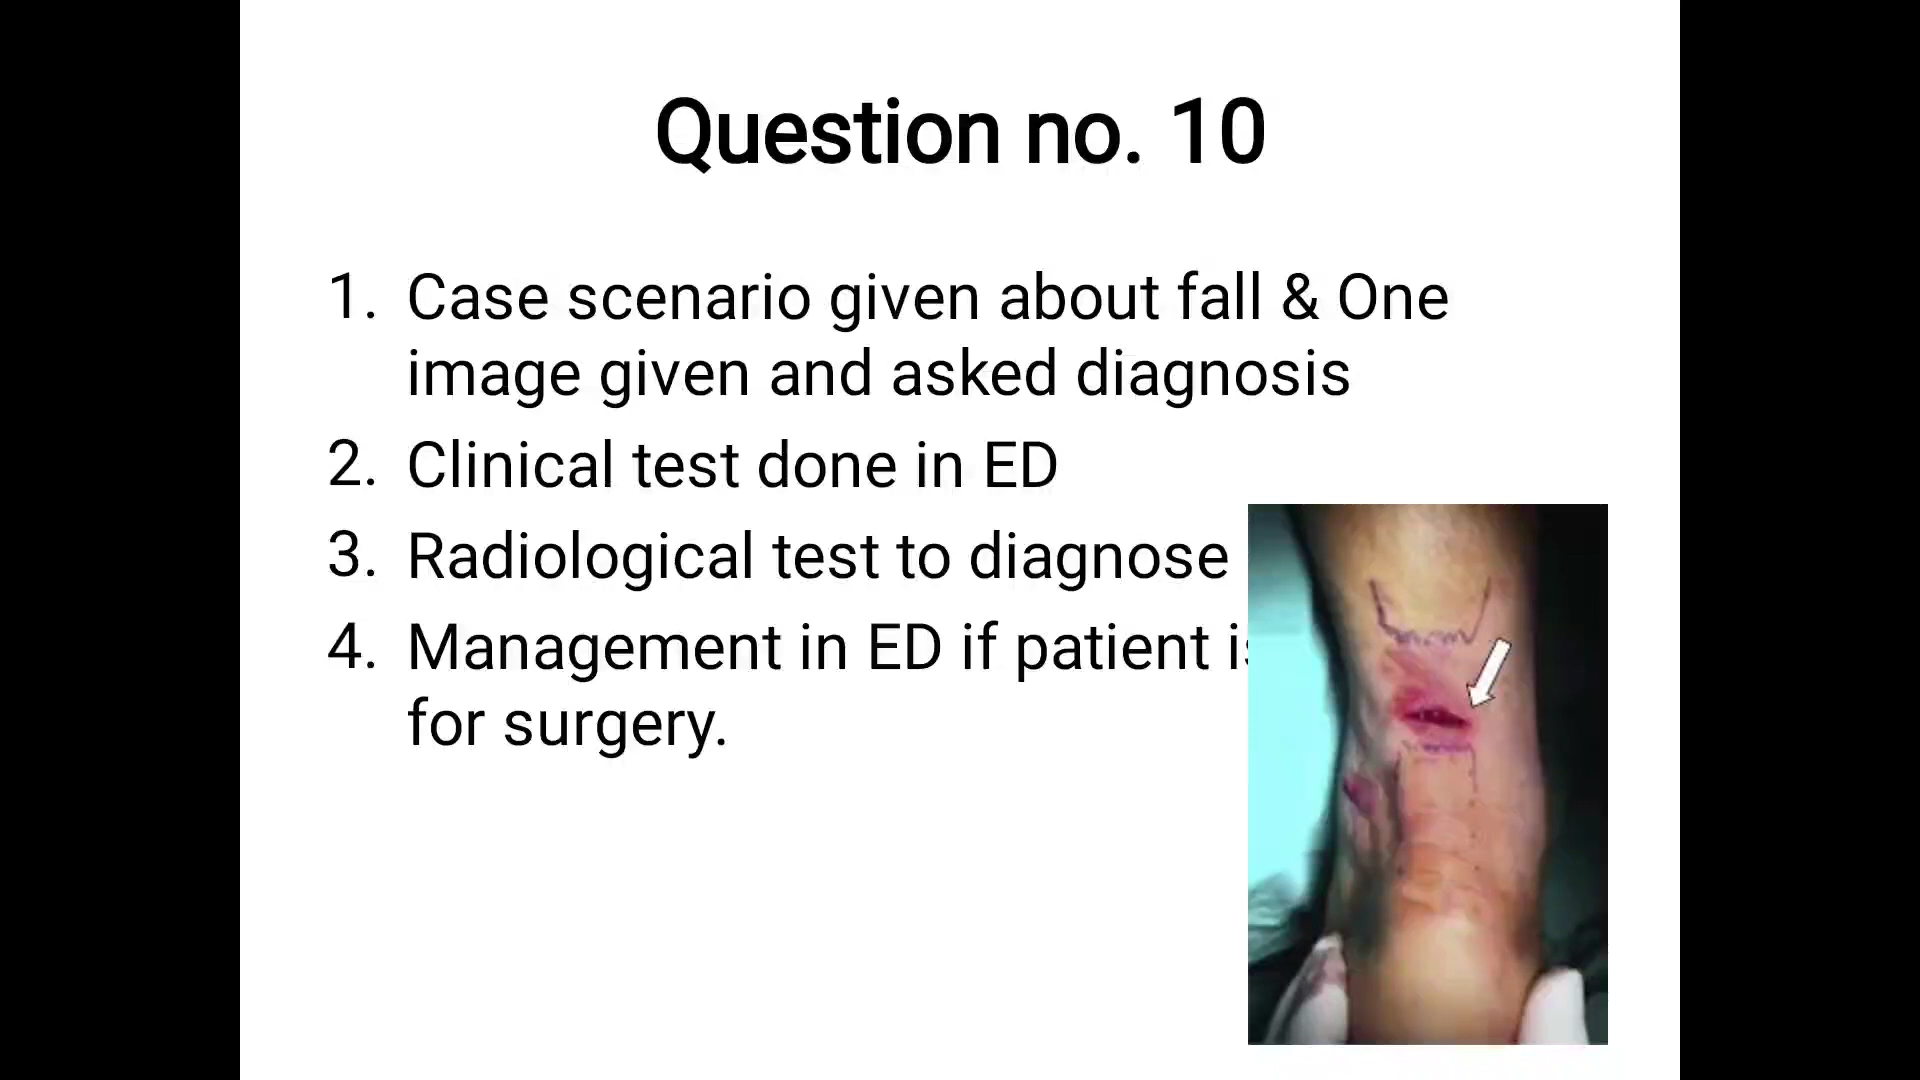 Question no. 10
1. Case scenario given about fall & One
image given and asked diagnosis
2. Clinical test done in ED
3. Radiological test to diagnose
4. Management in ED if patient
for surgery.